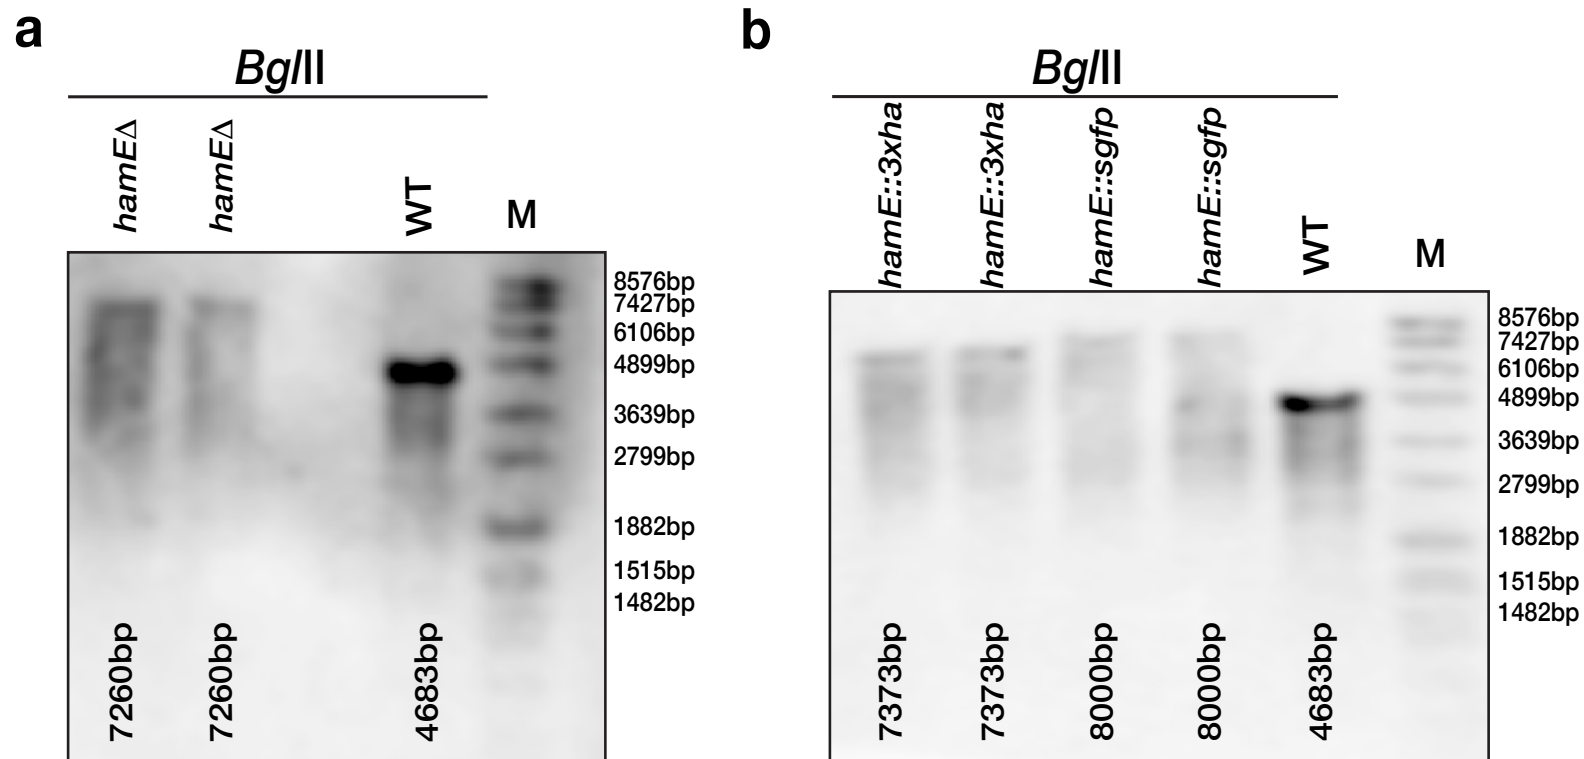 a
BglII
hamEΔ
hamEΔ
WT
M
8576bp
7427bp
6106bp
4899bp
3639bp
2799bp
1882bp
1515bp
1482bp
7260bp
7260bp
4683bp
b
BglII
hamE::3xha
hamE::3xha
hamE::sgfp
hamE::sgfp
WT
M
8576bp
7427bp
6106bp
4899bp
3639bp
2799bp
1882bp
1515bp
1482bp
7373bp
7373bp
8000bp
8000bp
4683bp